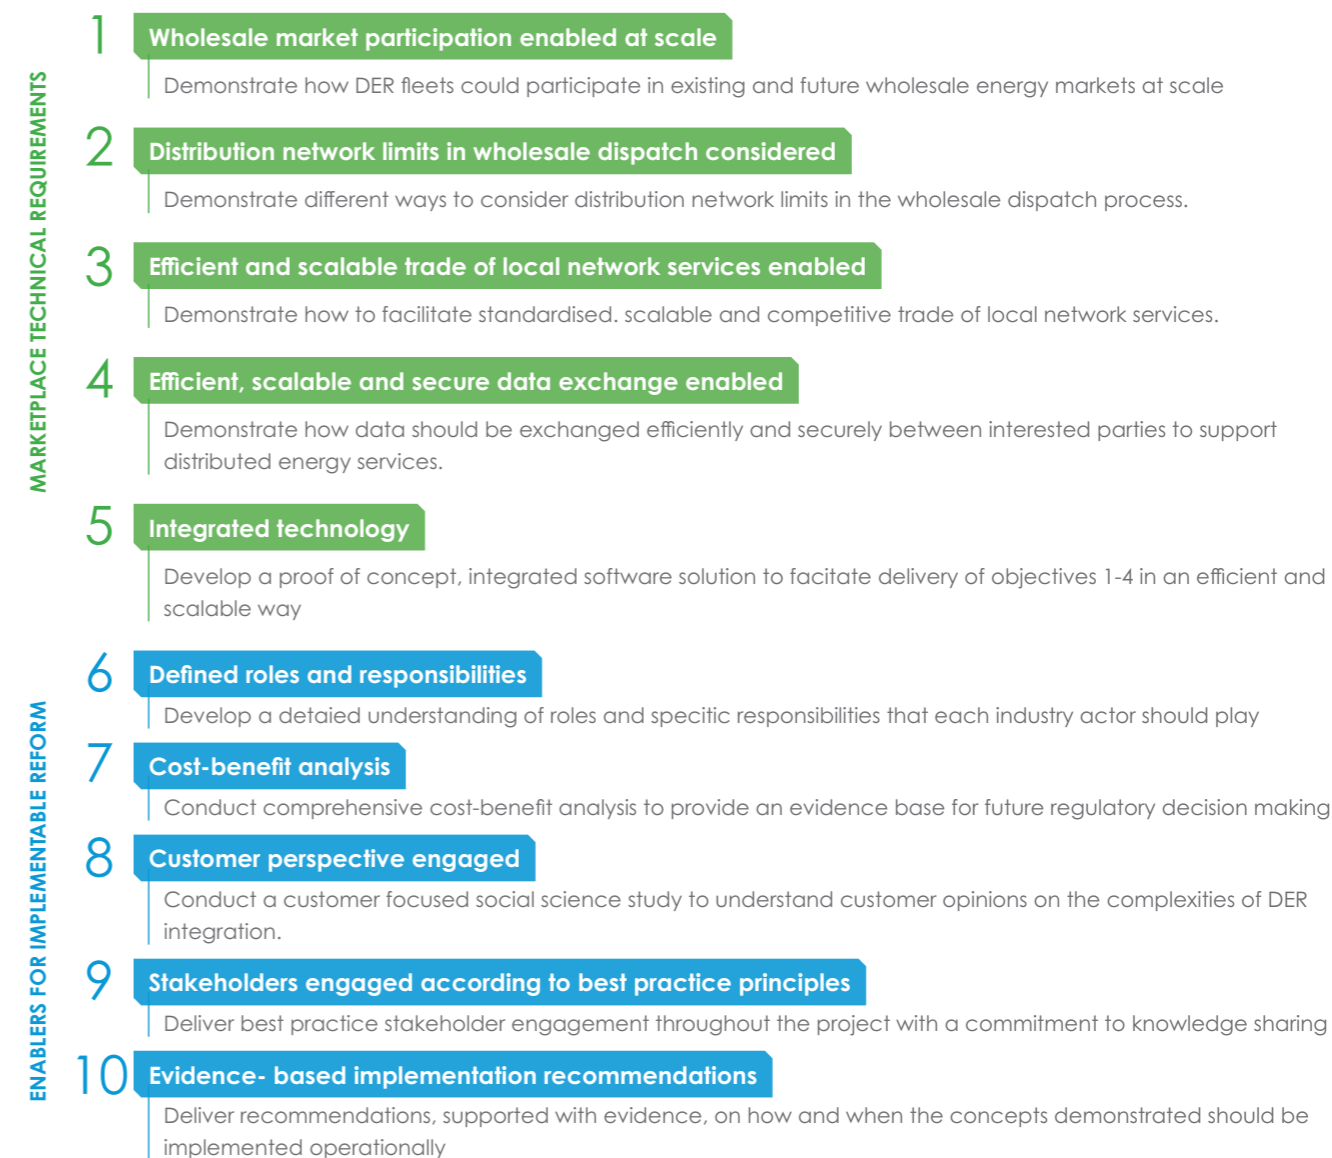 MARKETPLACE TECHNICAL REQUIREMENTS
1
Wholesale market participation enabled at scale
Demonstrate how DER fleets could participate in existing and future wholesale energy markets at scale
2
Distribution network limits in wholesale dispatch considered
Demonstrate different ways to consider distribution network limits in the wholesale dispatch process.
3
Efficient and scalable trade of local network services enabled
Demonstrate how to facilitate standardised. scalable and competitive trade of local network services.
4
Efficient, scalable and secure data exchange enabled
Demonstrate how data should be exchanged efficiently and securely between interested parties to support
distributed energy services.
5
Integrated technology
Develop a proof of concept, integrated software solution to facitate delivery of objectives 1-4 in an efficient and
scalable way
ENABLERS FOR IMPLEMENTABLE REFORM
6
Defined roles and responsibilities
Develop a detaied understanding of roles and specific responsibilities that each industry actor should play
7
Cost-benefit analysis
Conduct comprehensive cost-benefit analysis to provide an evidence base for future regulatory decision making
8
Customer perspective engaged
Conduct a customer focused social science study to understand customer opinions on the complexities of DER
integration.
9
Stakeholders engaged according to best practice principles
Deliver best practice stakeholder engagement throughout the project with a commitment to knowledge sharing
10
Evidence- based implementation recommendations
Deliver recommendations, supported with evidence, on how and when the concepts demonstrated should be
implemented operationally